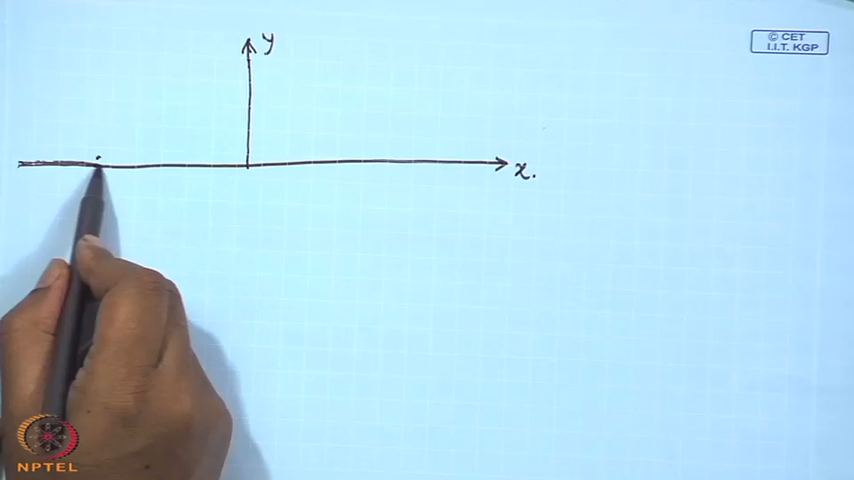 y
© CET
I.I.T. KGP
x.
NPTEL